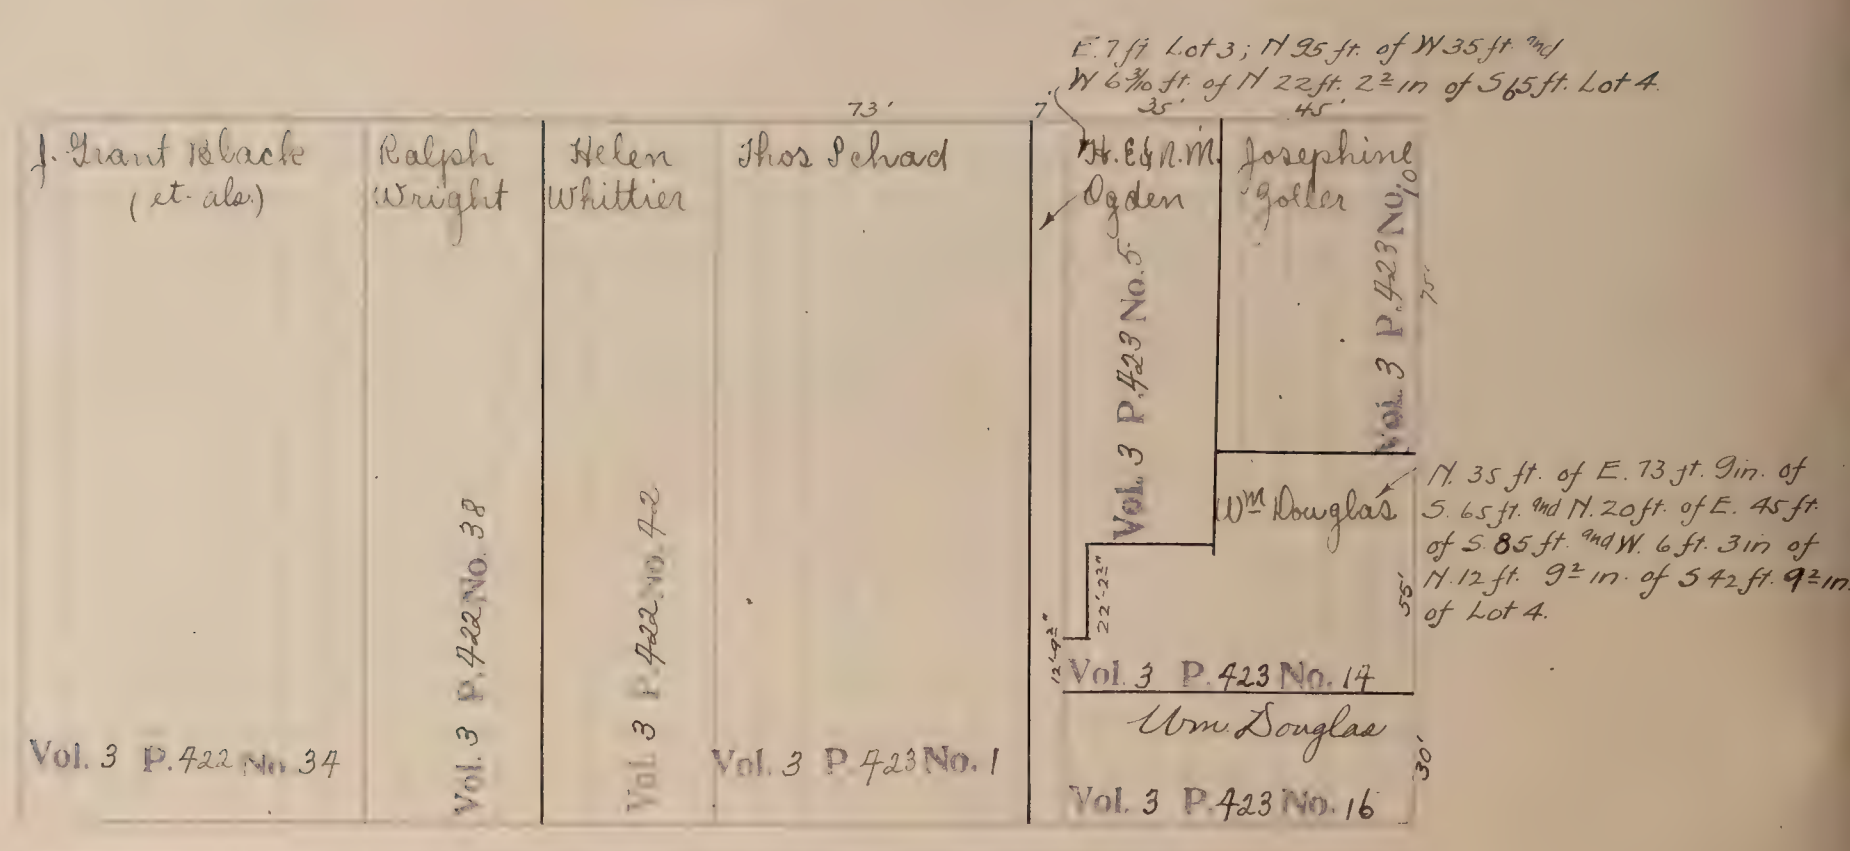 E. 7 ft Lot 3; N 95 ft. of W 35 ft. and
W 6 3/10 ft. of N 22 ft. 2 2/ in of S 65 ft. Lot 4.
73'
7'
35'
45'
J. Grant Black
(et. als.)
Vol. 3 P. 422 No. 34
Ralph
Wright
Vol. 3 P. 422 No. 38
Helen
Whittier
Vol. 3 P. 422 No. 42
Thos Schad
Vol. 3 P. 423 No. 1
H. E. & N. M.
Ogden
Vol. 3 P. 423 No. 5
Josephine
Vol. 3 P. 423 No. 10
75'
Wm Douglas
N. 35 ft. of E. 73 ft. 9 in. of
S. 65 ft. and N. 20 ft. of E. 45 ft.
of S. 85 ft. and W. 6 ft. 3 in of
N. 12 ft. 9 2/ in. of S 42 ft. 9 2/ in.
of Lot 4.
22'-2 2/"
12'-9 2/"
55'
Vol. 3 P. 423 No. 14
Wm. Douglas
30'
Vol. 3 P. 423 No. 16